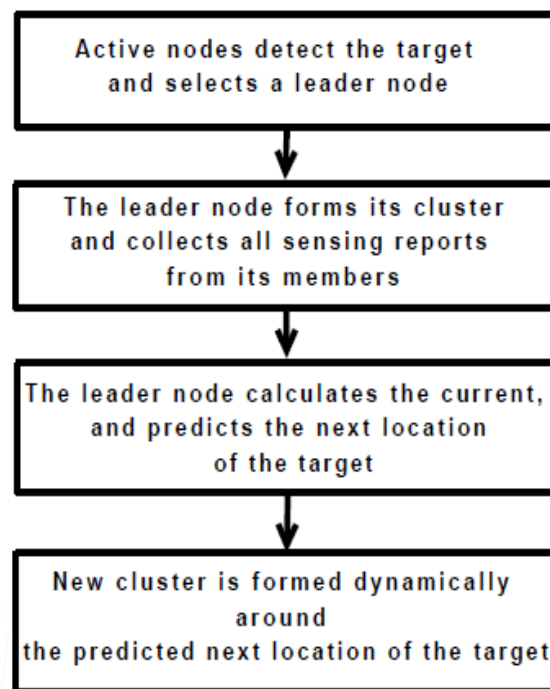 Active nodes detect the target
and selects a leader node
The leader node forms its cluster
and collects all sensing reports
from its members
The leader node calculates the current,
and predicts the next location
of the target
New cluster is formed dynamically
around
the predicted next location of the target